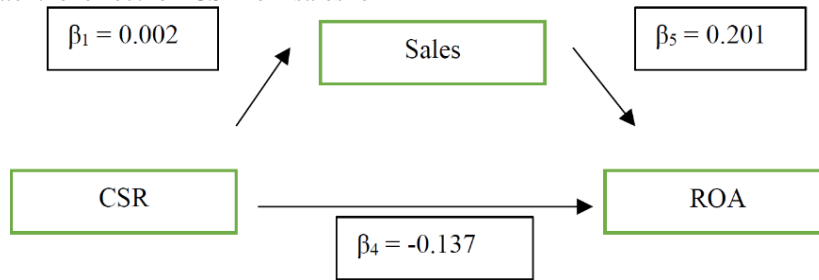 β₁ = 0.002
Sales
β₅ = 0.201
CSR
ROA
β₄ = -0.137